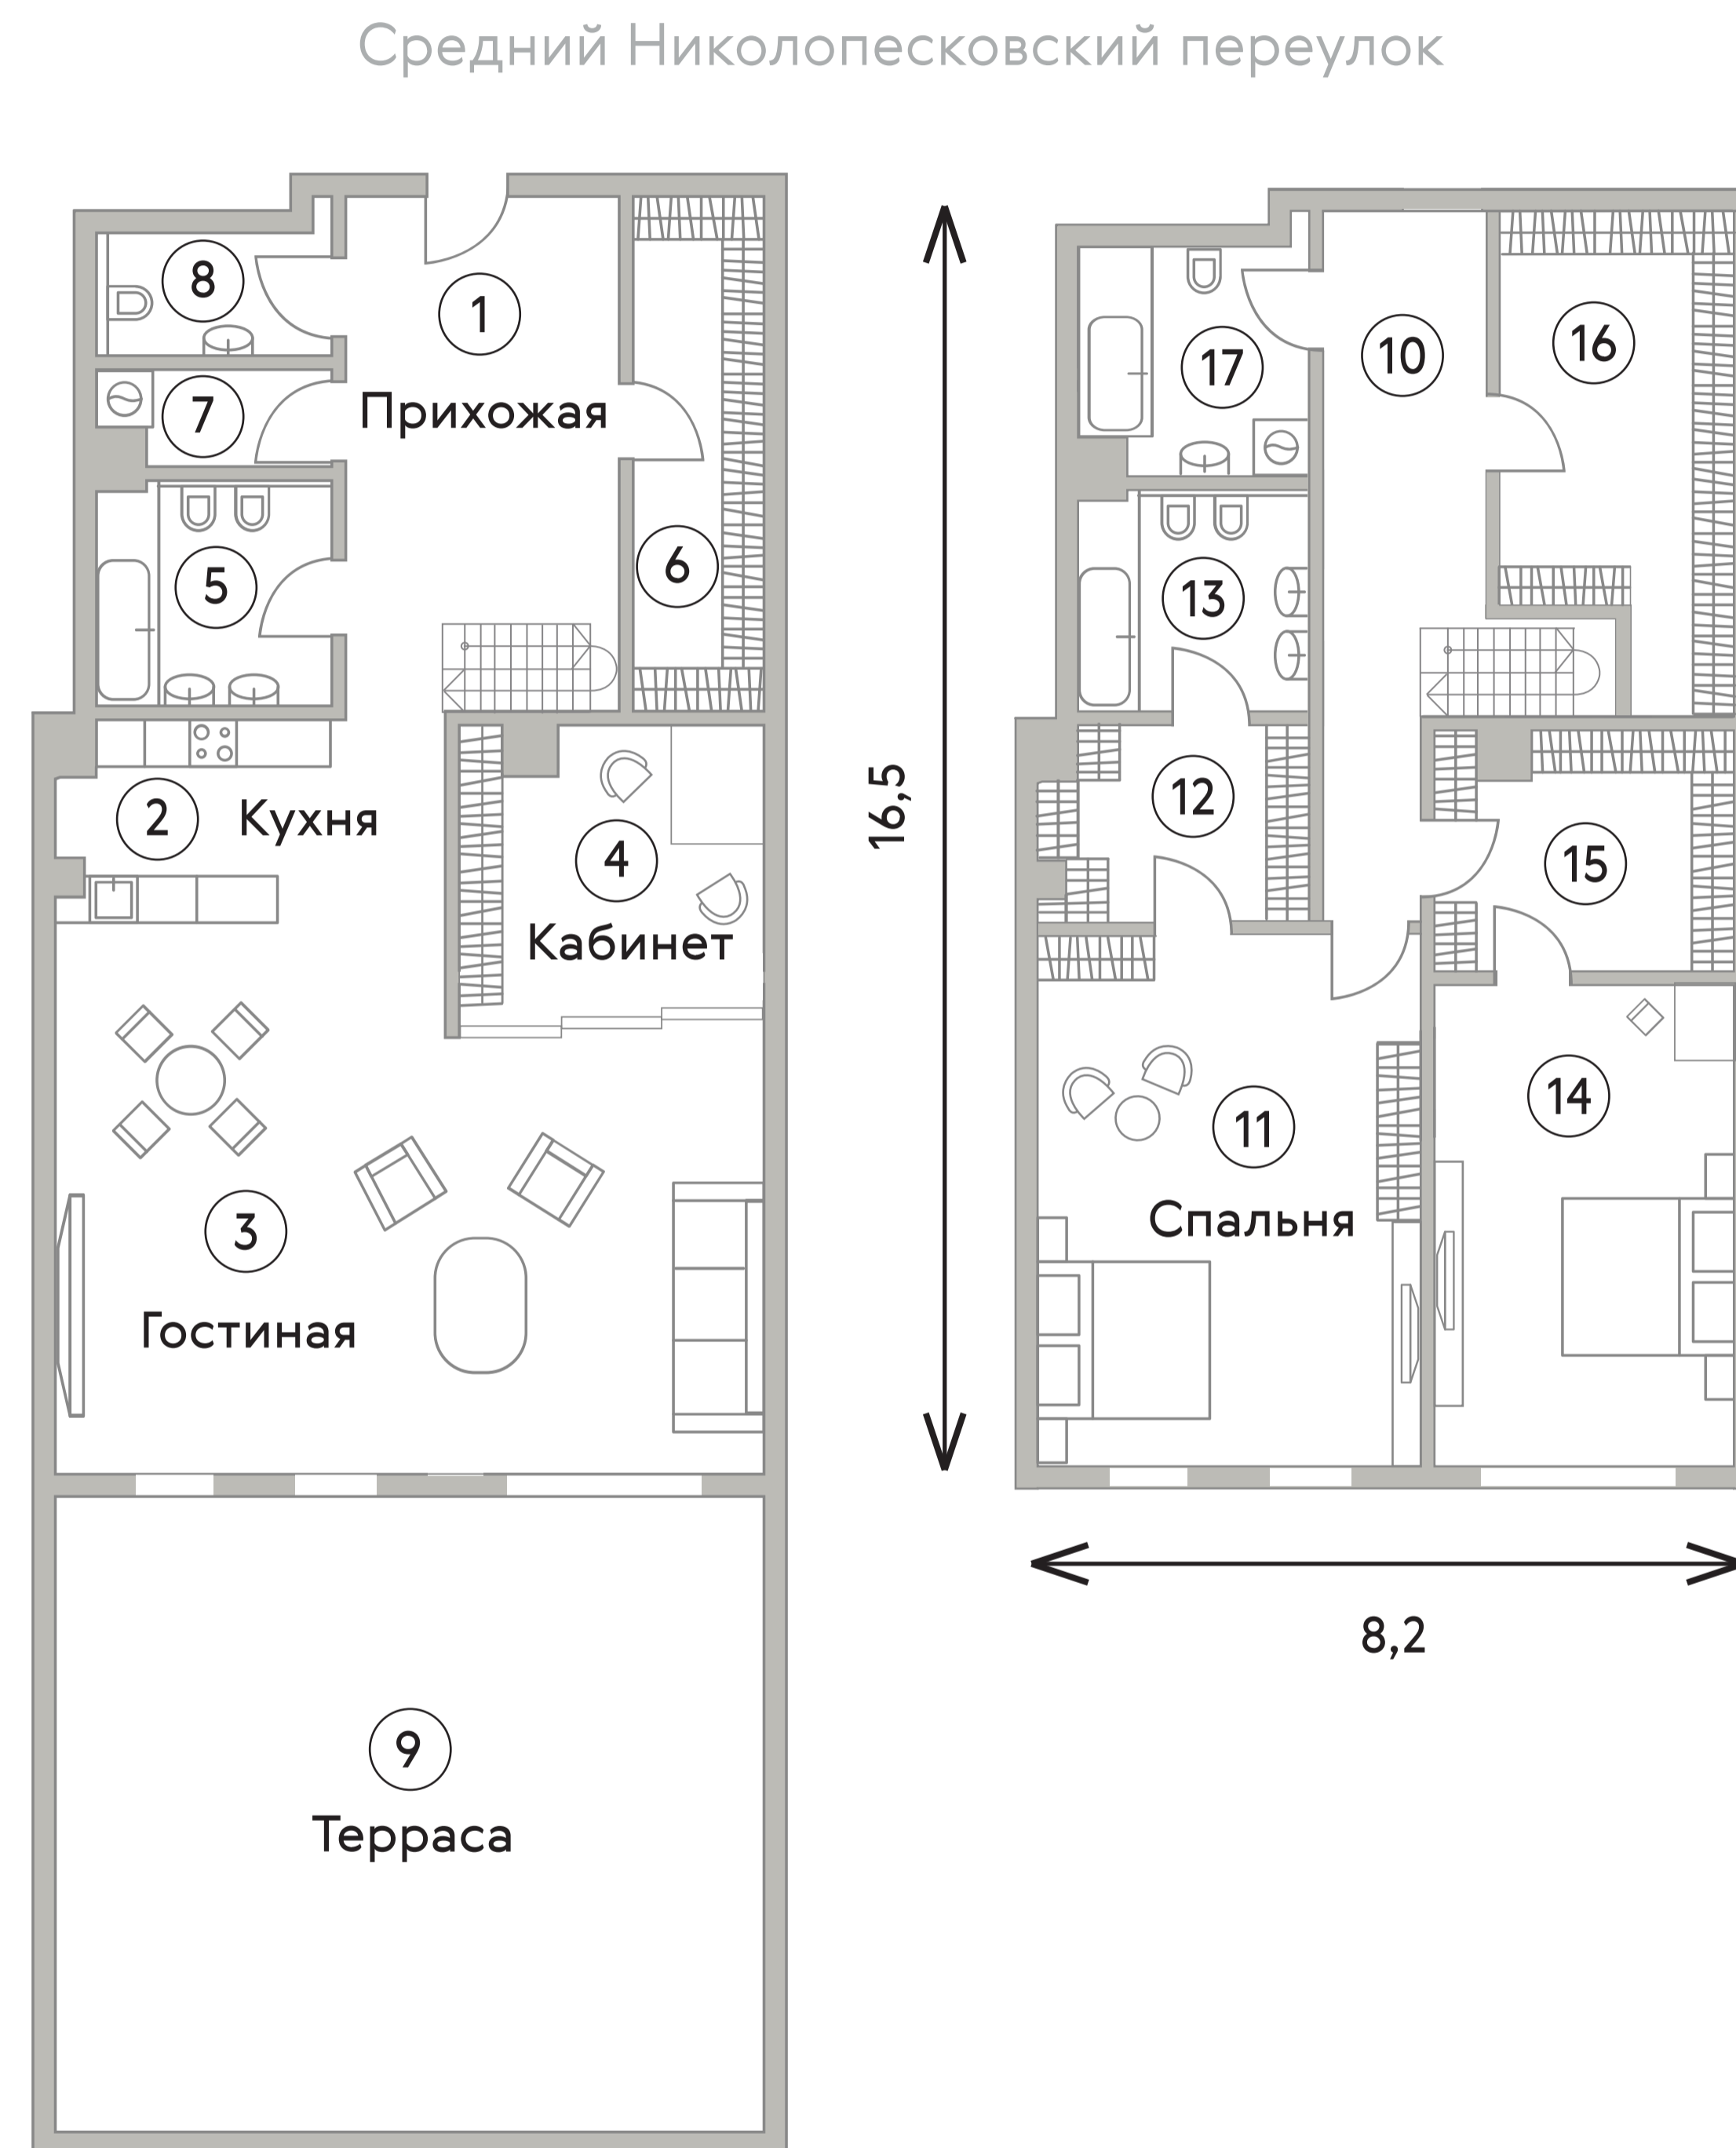 Средний Николопесковский переулок
8
1
7
Прихожая
5
6
2
Кухня
4
Кабинет
3
Гостиная
9
Терраса
16,5
17
10
16
13
12
15
11
14
Спальня
8,2